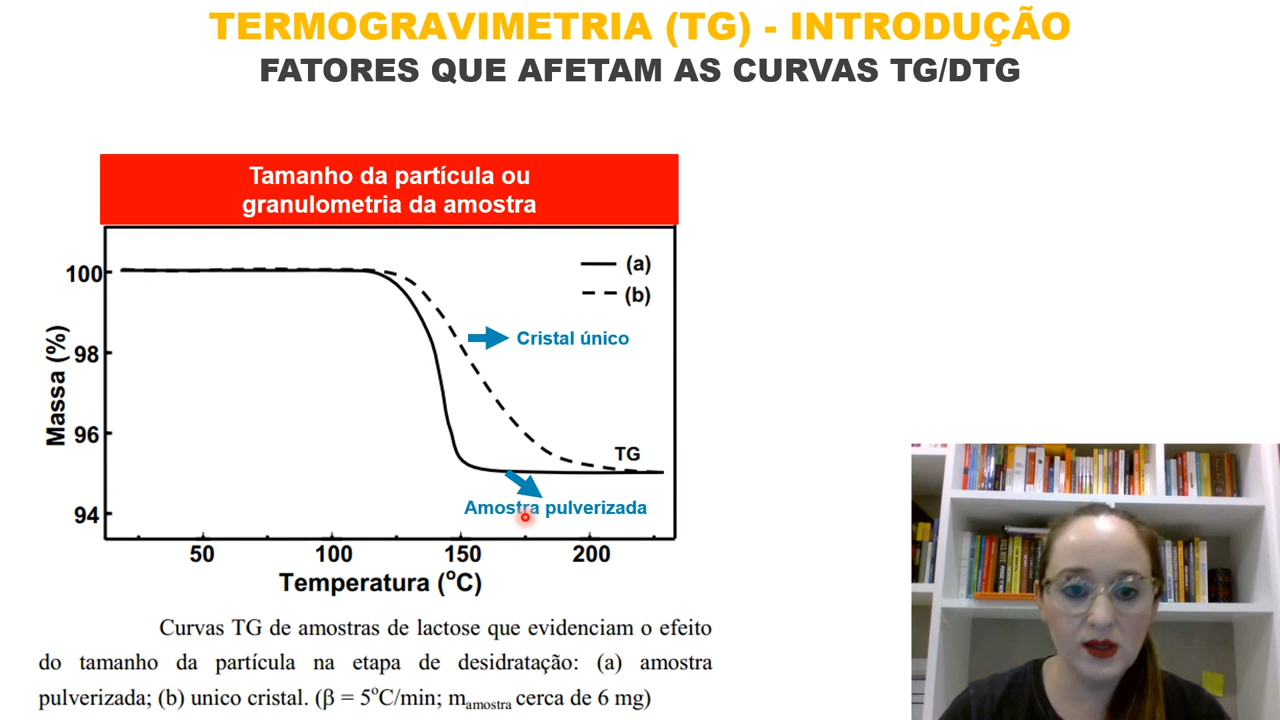 TERMOGRAVIMETRIA (TG) - INTRODUÇÃO
FATORES QUE AFETAM AS CURVAS TG/DTG
Tamanho da partícula ou
granulometria da amostra
(a)
(b)
100
98
96
94
Massa (%)
Cristal único
TG
Amostra pulverizada
50
100
150
200
Temperatura (°C)
Curvas TG de amostras de lactose que evidenciam o efeito
do tamanho da partícula na etapa de desidratação: (a) amostra
pulverizada; (b) unico cristal. (β = 5°C/min; mamostra cerca de 6 mg)